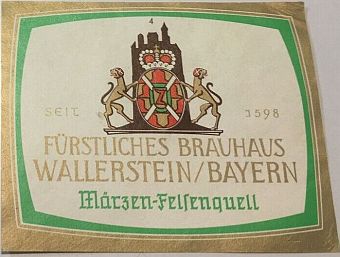 4
SEIT 1598
FÜRSTLICHES BRAUHAUS
WALLERSTEIN/BAYERN
Märzen-Felsenquell